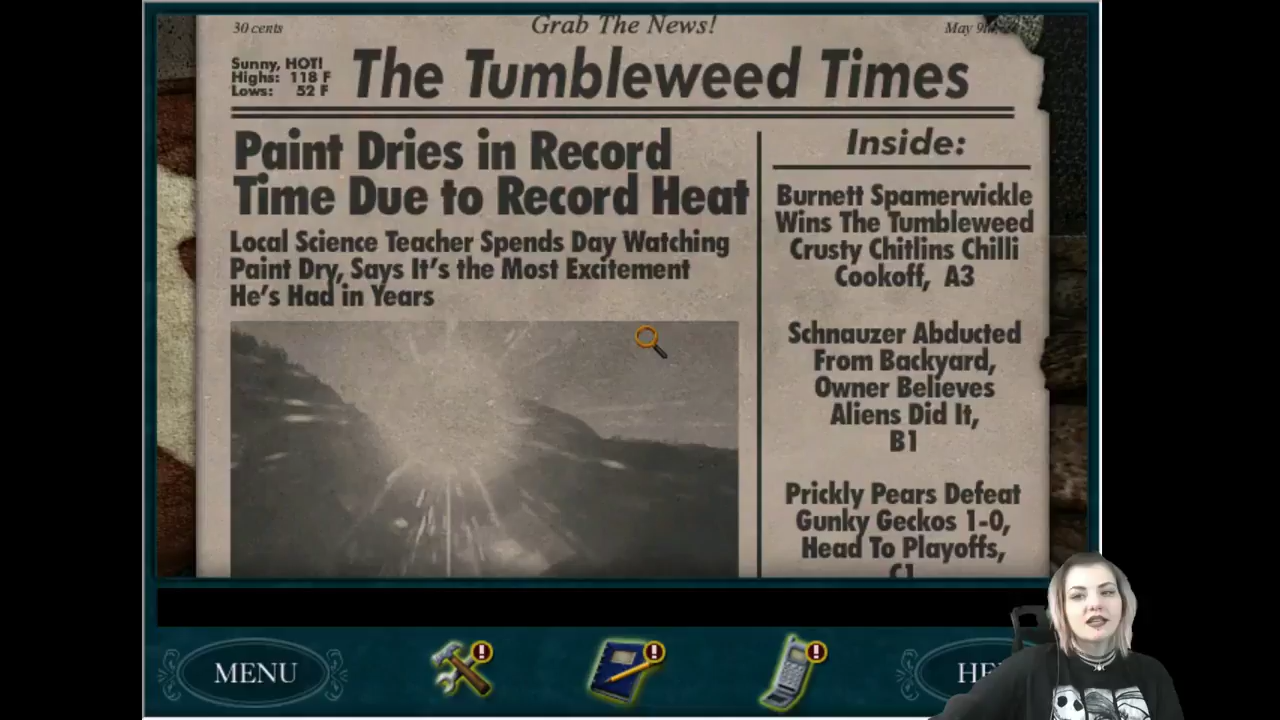 Grab The News!
30 cents
May 9th,
Sunny, HOT!
Highs: 118 F
Lows: 52 F
The Tumbleweed Times
Paint Dries in Record
Time Due to Record Heat
Local Science Teacher Spends Day Watching
Paint Dry, Says It's the Most Excitement
He's Had in Years
Inside:
Burnett Spamerwickle
Wins The Tumbleweed
Crusty Chitlins Chilli
Cookoff, A3
Schnauzer Abducted
From Backyard,
Owner Believes
Aliens Did It,
B1
Prickly Pears Defeat
Gunky Geckos 1-0,
Head To Playoffs,
C1
MENU